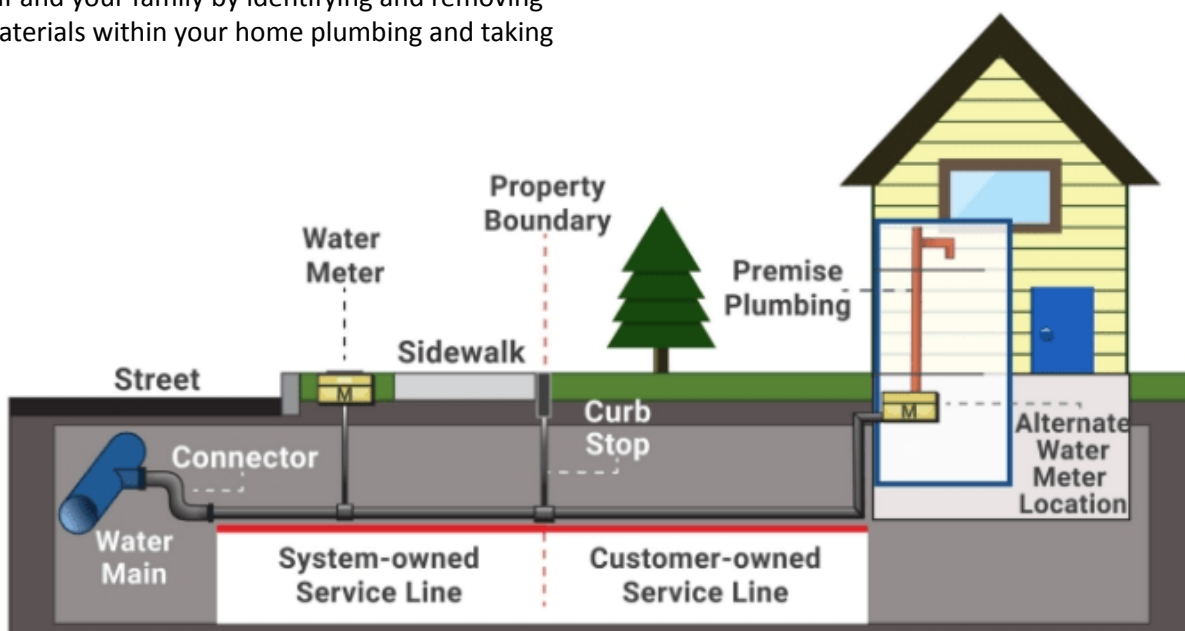 and your family by identifying and removing
within your home plumbing and taking
Property
Boundary
Water
Meter
Premise
Plumbing
Sidewalk
Street
M
Curb
Stop
M
Connector
Alternate
Water
Meter
Location
Water
Main
System-owned
Service Line
Customer-owned
Service Line